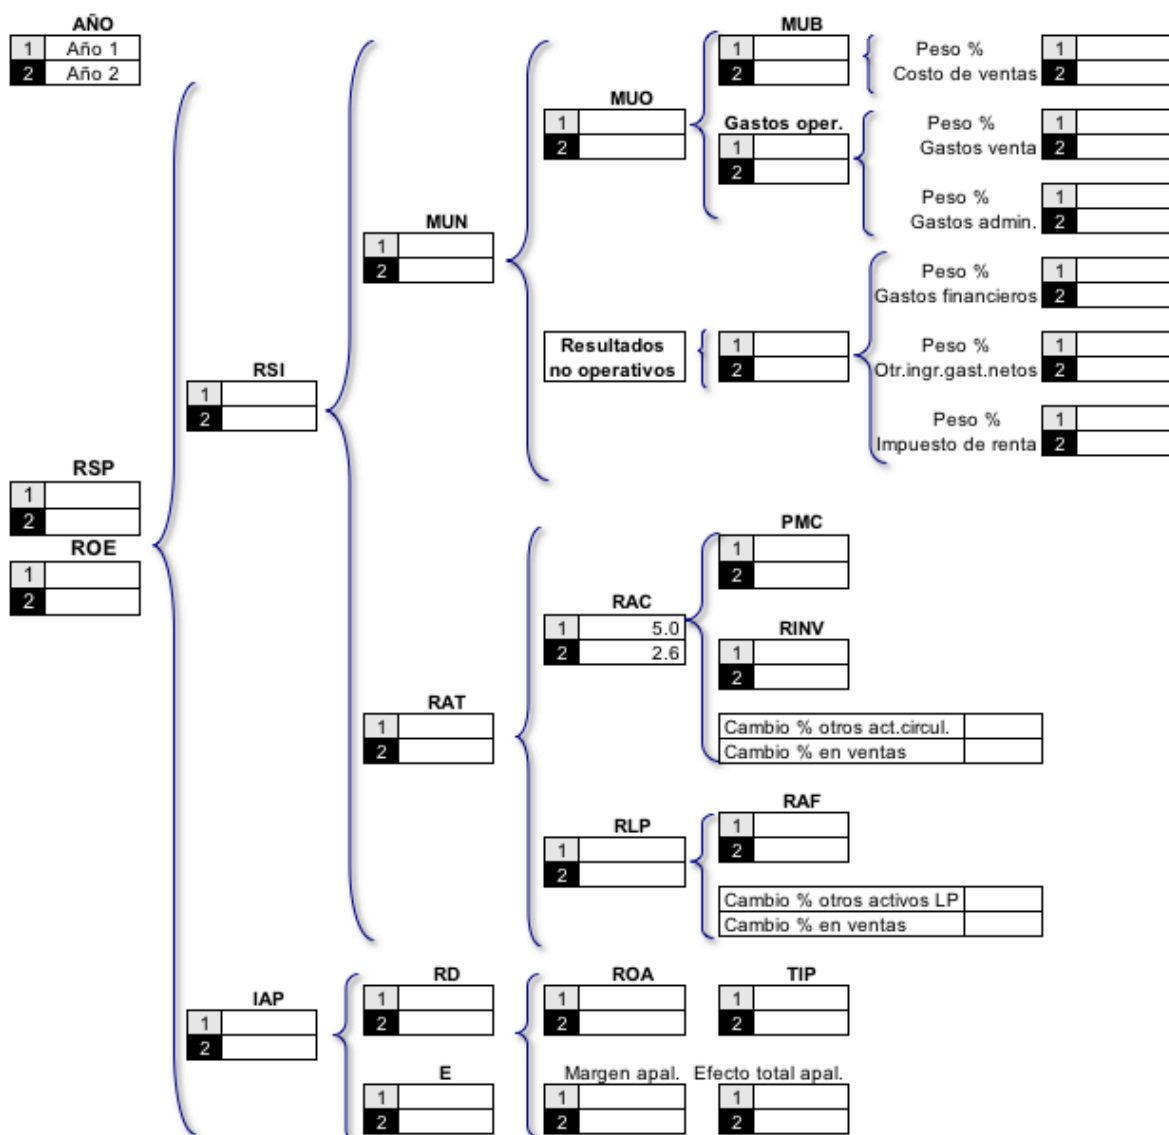 AÑO
1 Año 1
2 Año 2
MUB
1
2
Peso % 1
Costo de ventas 2
MUO
1
2
Gastos oper.
1
2
Peso % 1
Gastos venta 2
Peso % 1
Gastos admin. 2
MUN
1
2
Peso % 1
Gastos financieros 2
Resultados
no operativos
1
2
Peso % 1
Otr.ingr.gast.netos 2
RSI
1
2
Peso % 1
Impuesto de renta 2
RSP
1
2
ROE
1
2
PMC
1
2
RAC
1 5.0
2 2.6
RINV
1
2
RAT
1
2
Cambio % otros act.circul.
Cambio % en ventas
RAF
1
2
RLP
1
2
Cambio % otros activos LP
Cambio % en ventas
IAP
1
2
RD
1
2
ROA
1
2
TIP
1
2
E
1
2
Margen apal.
1
2
Efecto total apal.
1
2